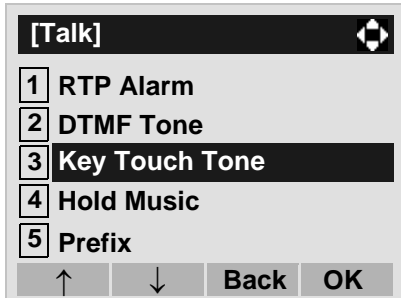 [Talk]
1 RTP Alarm
2 DTMF Tone
3 Key Touch Tone
4 Hold Music
5 Prefix
↑ ↓ Back OK